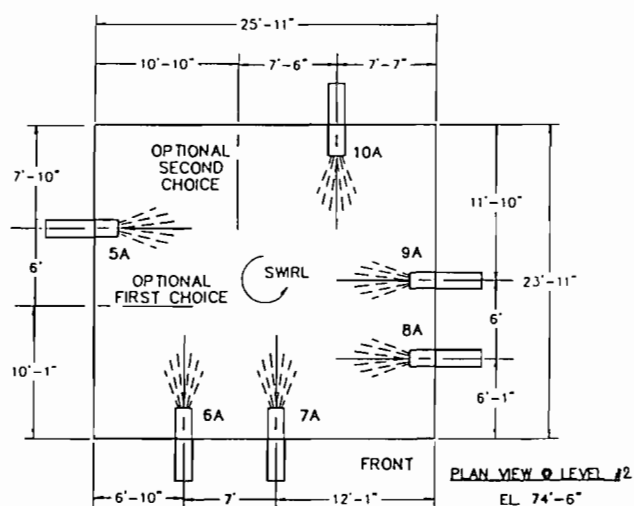 25'-11"
10'-10" 7'-6" 7'-7"
OPTIONAL
SECOND
CHOICE
10A
7'-10"
11'-10"
5A
6'
SWIRL
9A
OPTIONAL
FIRST CHOICE
23'-11"
8A
6'
10'-1"
6'-1"
6A 7A
FRONT
PLAN VIEW @ LEVEL #2
6'-10" 7' 12'-1"
EL. 74'-6"